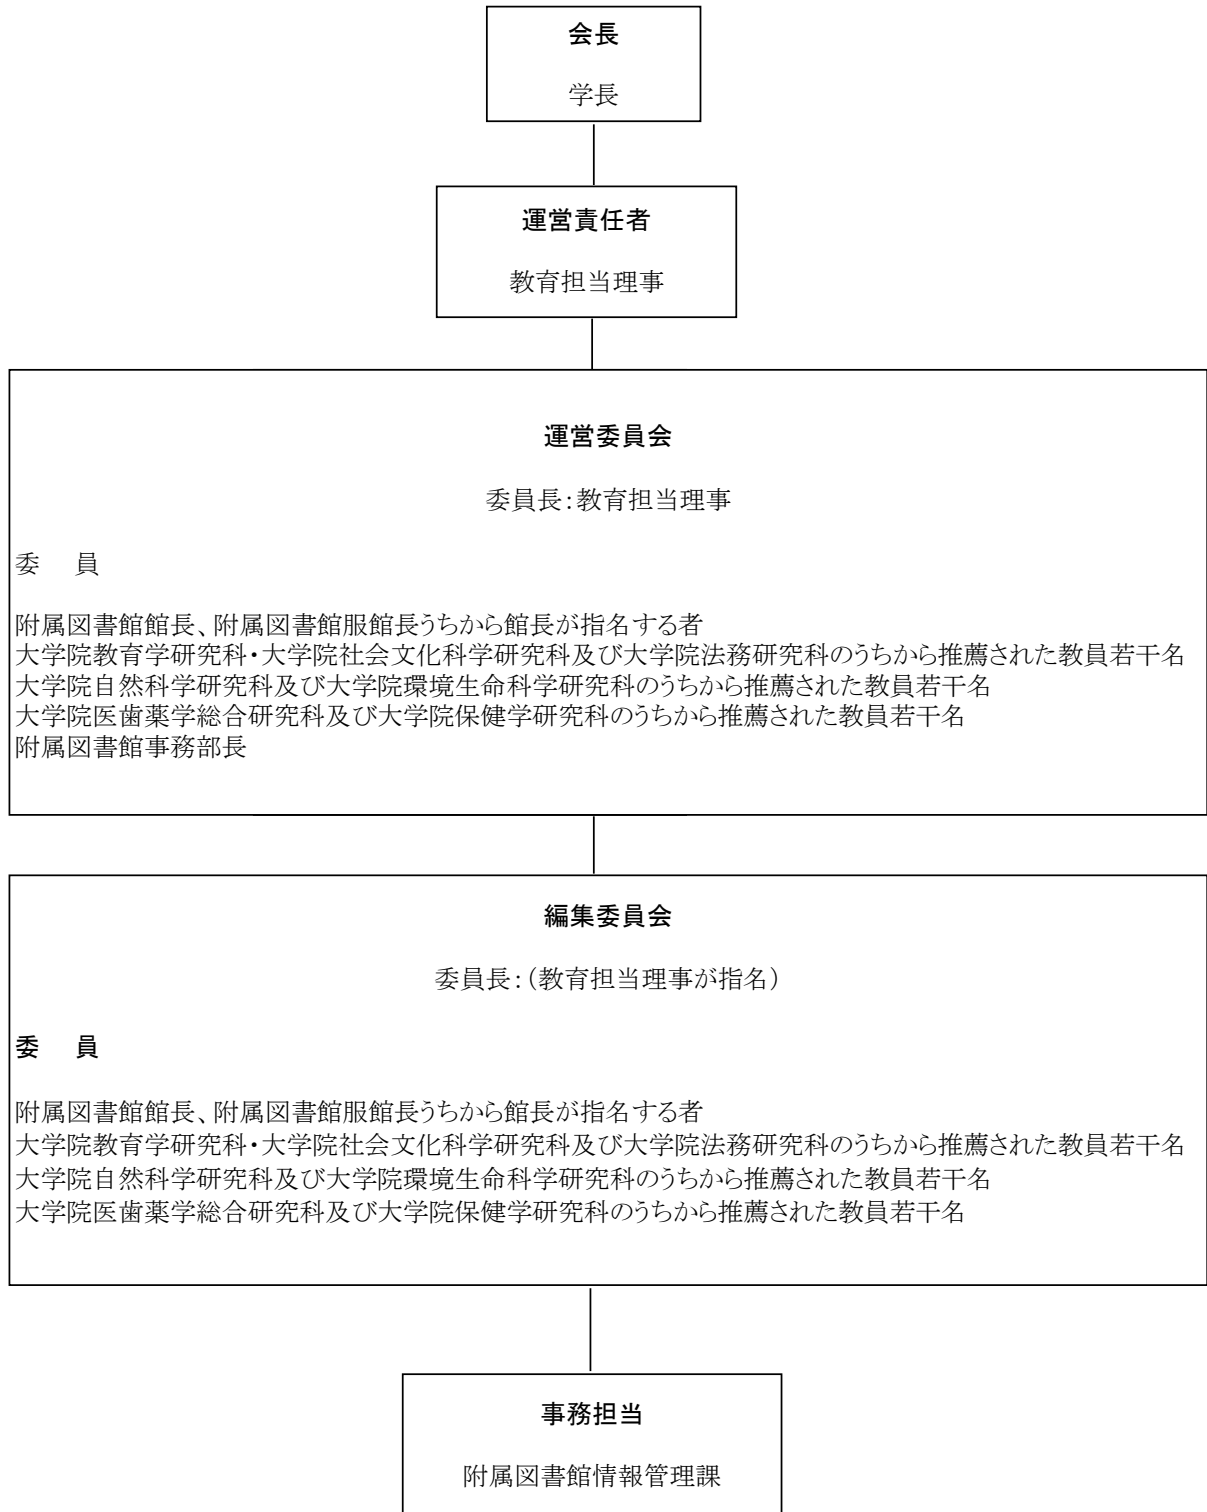 会長
学長
運営責任者
教育担当理事
運営委員会
委員長：教育担当理事
委　員
附属図書館館長、附属図書館服館長うちから館長が指名する者
大学院教育学研究科・大学院社会文化科学研究科及び大学院法務研究科のうちから推薦された教員若干名
大学院自然科学研究科及び大学院環境生命科学研究科のうちから推薦された教員若干名
大学院医歯薬学総合研究科及び大学院保健学研究科のうちから推薦された教員若干名
附属図書館事務部長
編集委員会
委員長：（教育担当理事が指名）
委　員
附属図書館館長、附属図書館服館長うちから館長が指名する者
大学院教育学研究科・大学院社会文化科学研究科及び大学院法務研究科のうちから推薦された教員若干名
大学院自然科学研究科及び大学院環境生命科学研究科のうちから推薦された教員若干名
大学院医歯薬学総合研究科及び大学院保健学研究科のうちから推薦された教員若干名
事務担当
附属図書館情報管理課